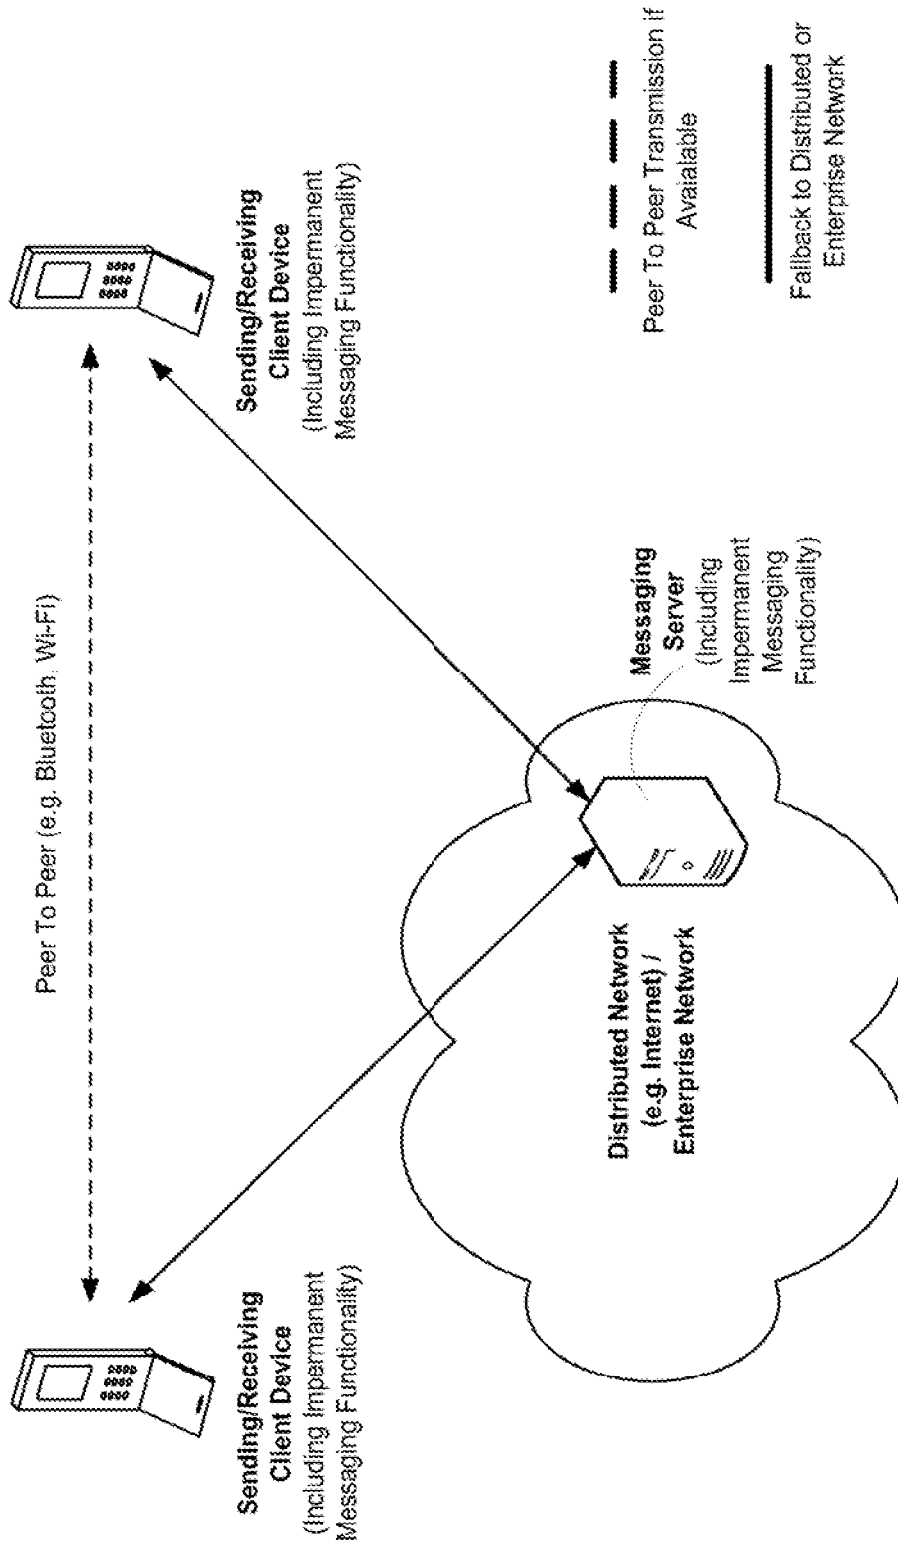 Peer To Peer (e.g. Bluetooth, Wi-Fi)
Sending/Receiving
Client Device
(Including Impermanent
Messaging Functionality)
Sending/Receiving
Client Device
(Including Impermanent
Messaging Functionality)
Distributed Network
(e.g. Internet) /
Enterprise Network
Messaging
Server
(Including
Impermanent
Messaging
Functionality)
Peer To Peer Transmission if
Avaialable
Fallback to Distributed or
Enterprise Network